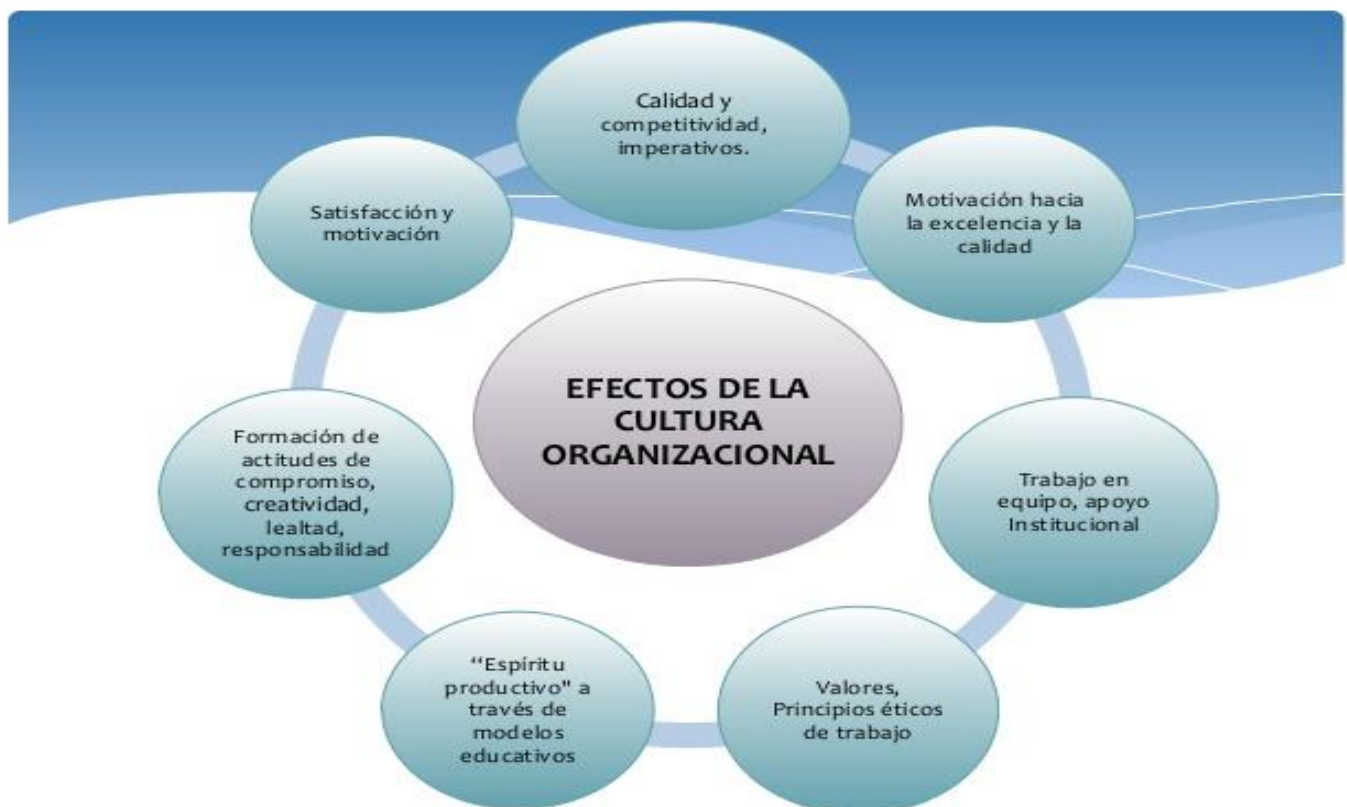 Calidad y
competitividad,
imperativos.
Motivación hacia
la excelencia y la
calidad
Trabajo en
equipo, apoyo
Institucional
Valores,
Principios éticos
de trabajo
“Espíritu
productivo" a
través de
modelos
educativos
Formación de
actitudes de
compromiso,
creatividad,
lealtad,
responsabilidad
Satisfacción y
motivación
EFECTOS DE LA
CULTURA
ORGANIZACIONAL